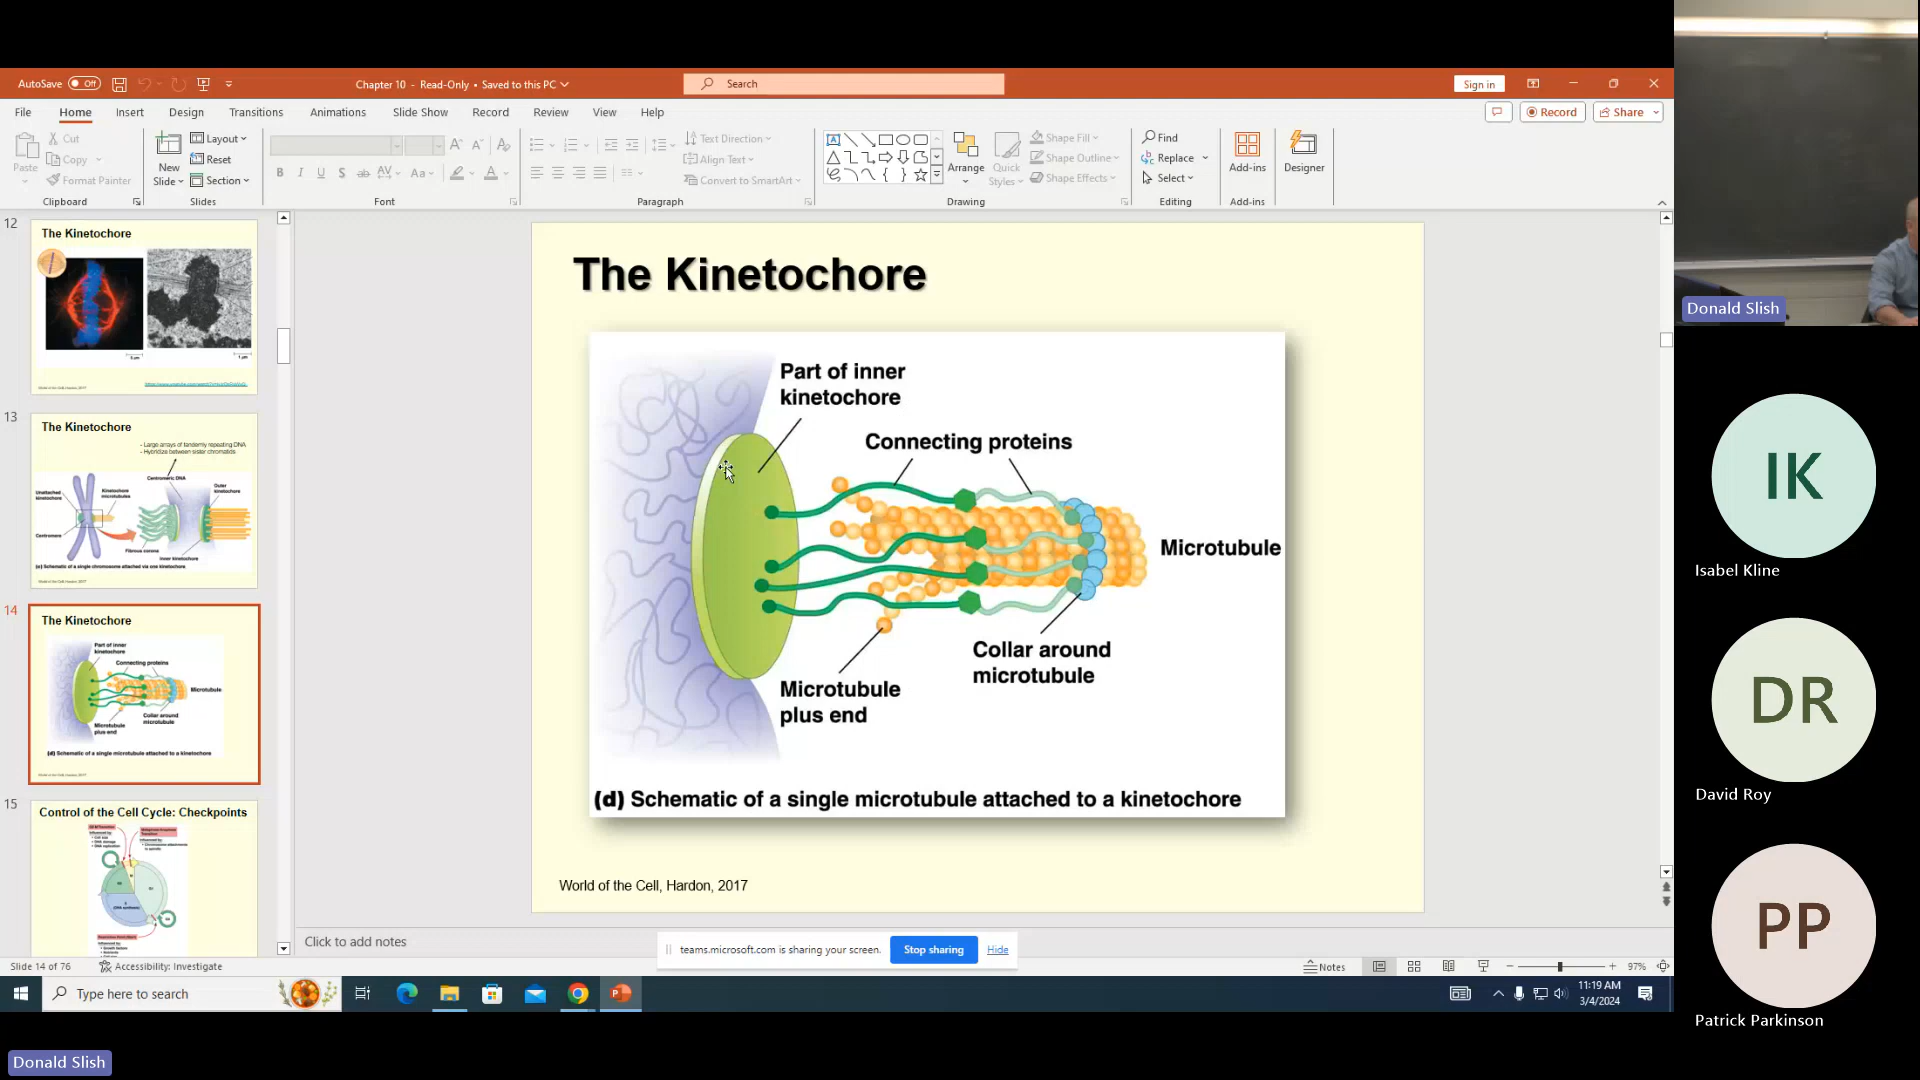 AutoSave Off
Chapter 10 - Read-Only • Saved to this PC
Search
Sign in
File Home Insert Design Transitions Animations Slide Show Record Review View Help
Record
Share
Paste
Cut
Copy
Format Painter
Clipboard
New Slide
Layout
Reset
Section
Slides
B I U S ab AV Aa A
Font
Text Direction
Align Text
Convert to SmartArt
Paragraph
Arrange
Quick Styles
Shape Fill
Shape Outline
Shape Effects
Drawing
Find
Replace
Select
Editing
Add-ins
Add-ins
Designer
12
The Kinetochore
13
The Kinetochore
- Large arrays of tandemly repeating DNA
- Hybridize between sister chromatids
Centromeric DNA
Unattached kinetochore
Kinetochore microtubules
Outer kinetochore
Centromere
Fibrous corona
Inner kinetochore
(c) Schematic of a single chromosome attached via one kinetochore
14
The Kinetochore
Part of inner kinetochore
Connecting proteins
Microtubule
Collar around microtubule
Microtubule plus end
(d) Schematic of a single microtubule attached to a kinetochore
15
Control of the Cell Cycle: Checkpoints
The Kinetochore
Part of inner
kinetochore
Connecting proteins
Microtubule
Collar around
microtubule
Microtubule
plus end
(d) Schematic of a single microtubule attached to a kinetochore
World of the Cell, Hardon, 2017
Click to add notes
teams.microsoft.com is sharing your screen.
Stop sharing
Hide
Slide 14 of 76
Accessibility: Investigate
Notes
97%
Type here to search
11:19 AM
3/4/2024
Donald Slish
Donald Slish
IK
Isabel Kline
DR
David Roy
PP
Patrick Parkinson